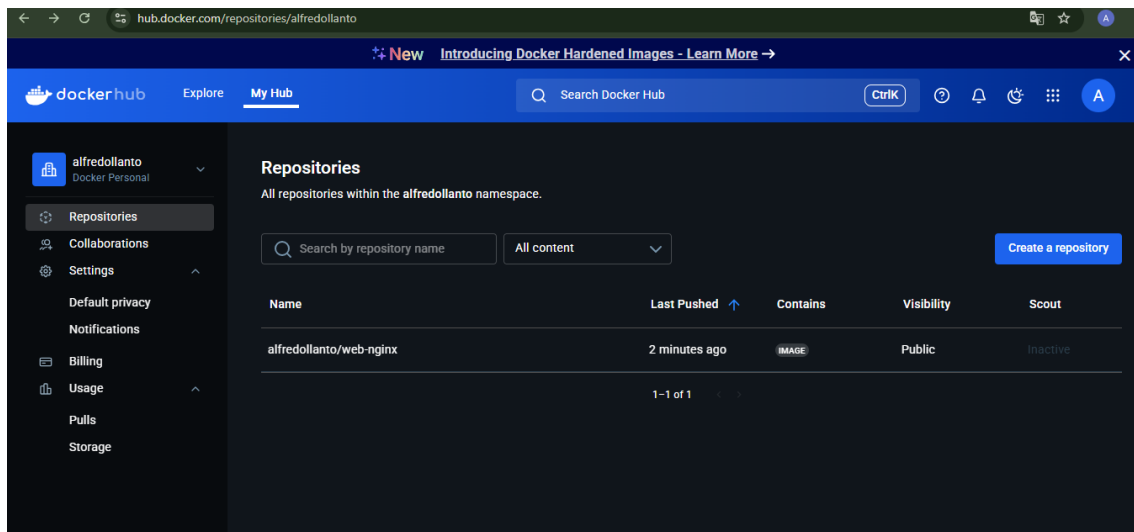 hub.docker.com/repositories/alfredollanto
A
New Introducing Docker Hardened Images - Learn More →
dockerhub Explore My Hub Search Docker Hub CtrlK A
alfredollanto
Docker Personal
Repositories
Collaborations
Settings
Default privacy
Notifications
Billing
Usage
Pulls
Storage
Repositories
All repositories within the alfredollanto namespace.
Search by repository name All content Create a repository
Name Last Pushed Contains Visibility Scout
alfredollanto/web-nginx 2 minutes ago IMAGE Public Inactive
1–1 of 1